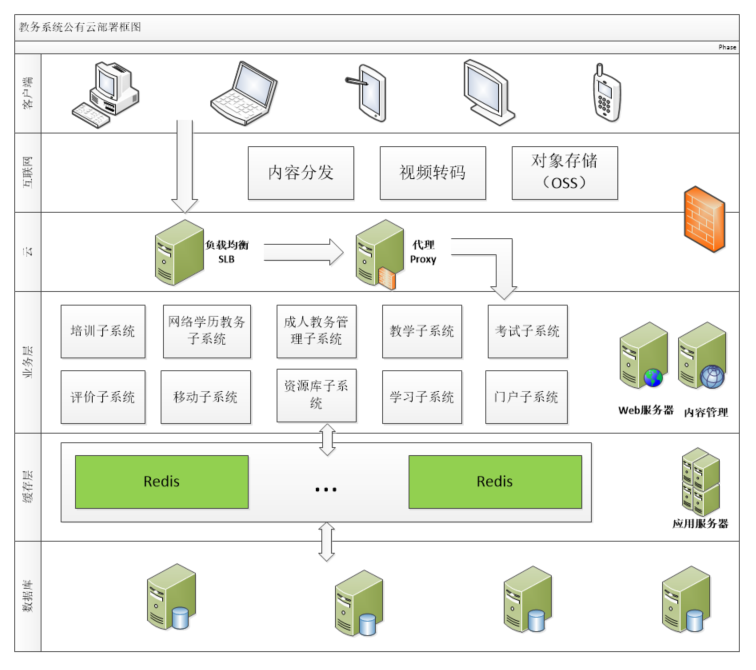 教务系统公有云部署框图
Phase
客户端
互联网
内容分发
视频转码
对象存储
（OSS）
云
负载均衡
SLB
代理
Proxy
业务层
培训子系统
网络学历教务
子系统
成人教务管
理子系统
教学子系统
考试子系统
评价子系统
移动子系统
资源库子系
统
学习子系统
门户子系统
Web服务器
内容管理
缓存层
Redis
...
Redis
应用服务器
数据库